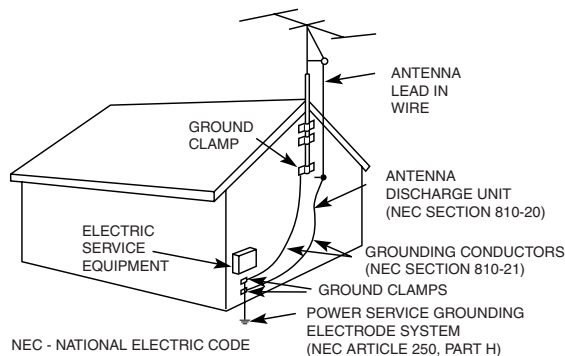 ANTENNA
LEAD IN
WIRE
GROUND
CLAMP
ANTENNA
DISCHARGE UNIT
(NEC SECTION 810-20)
ELECTRIC
SERVICE
EQUIPMENT
GROUNDING CONDUCTORS
(NEC SECTION 810-21)
GROUND CLAMPS
POWER SERVICE GROUNDING
ELECTRODE SYSTEM
(NEC ARTICLE 250, PART H)
NEC - NATIONAL ELECTRIC CODE